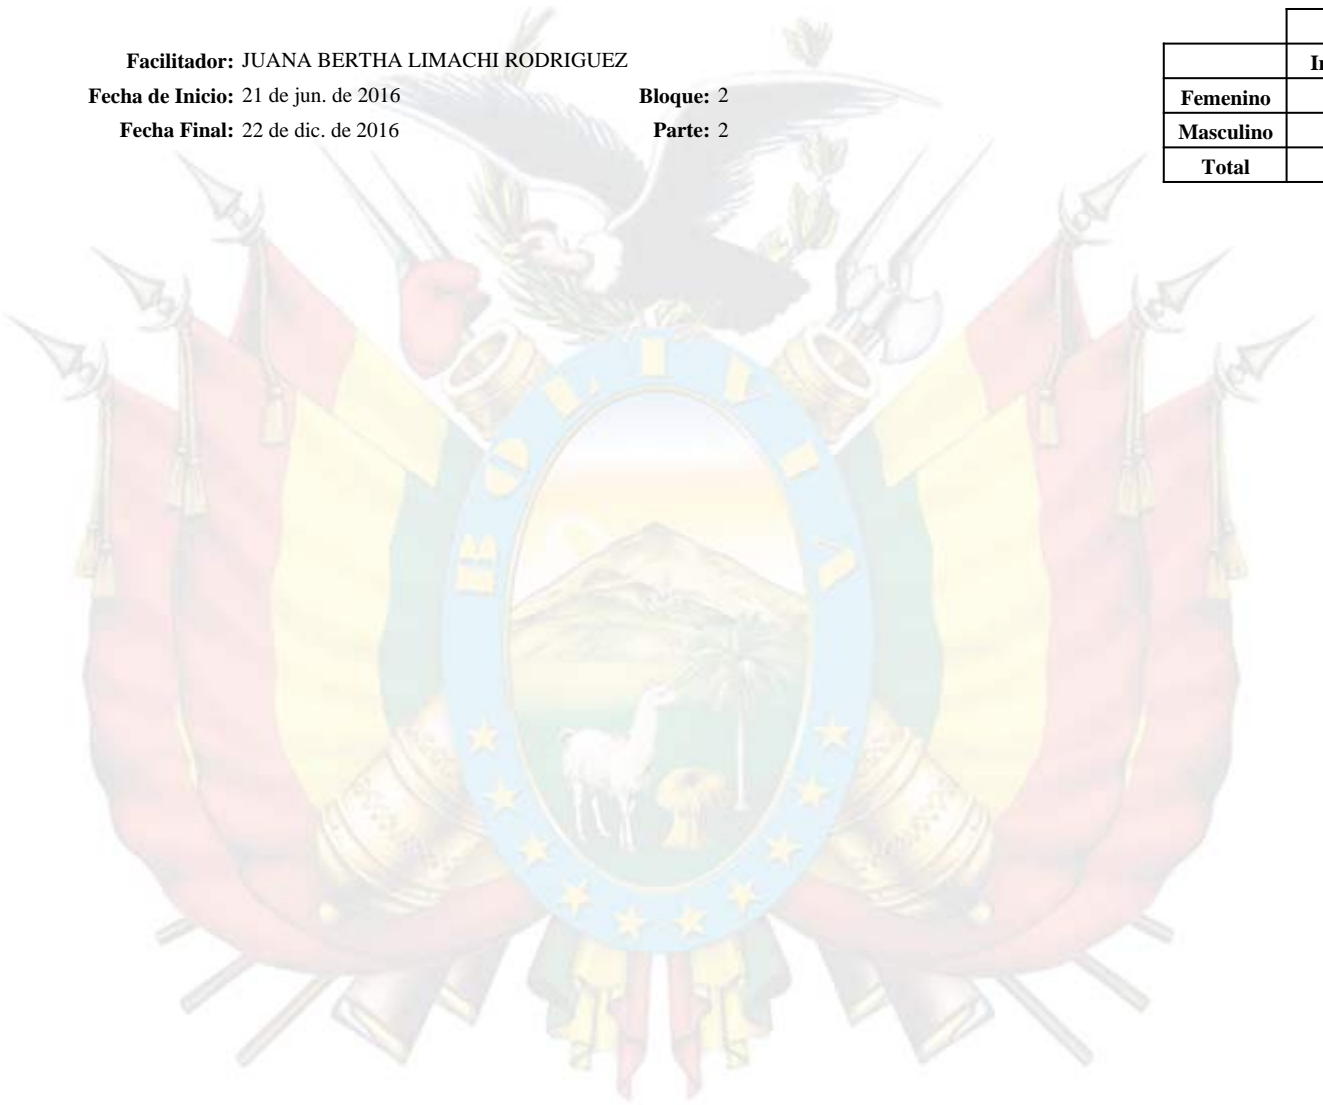 Facilitador: JUANA BERTHA LIMACHI RODRIGUEZ
Fecha de Inicio: 21 de jun. de 2016 Bloque: 2
Fecha Final: 22 de dic. de 2016 Parte: 2
Femenino
Masculino
Total
BOLIVIA